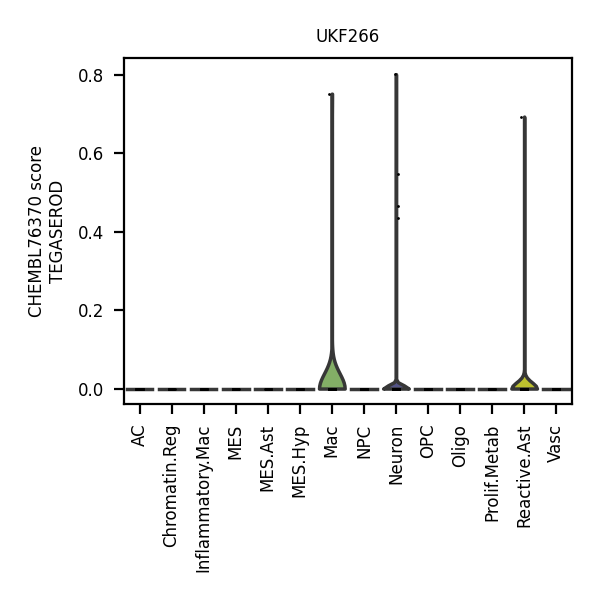 UKF266
CHEMBL76370 score
TEGASEROD
0.8
0.6
0.4
0.2
0.0
AC
Chromatin.Reg
Inflammatory.Mac
MES
MES.Ast
MES.Hyp
Mac
NPC
Neuron
OPC
Oligo
Prolif.Metab
Reactive.Ast
Vasc